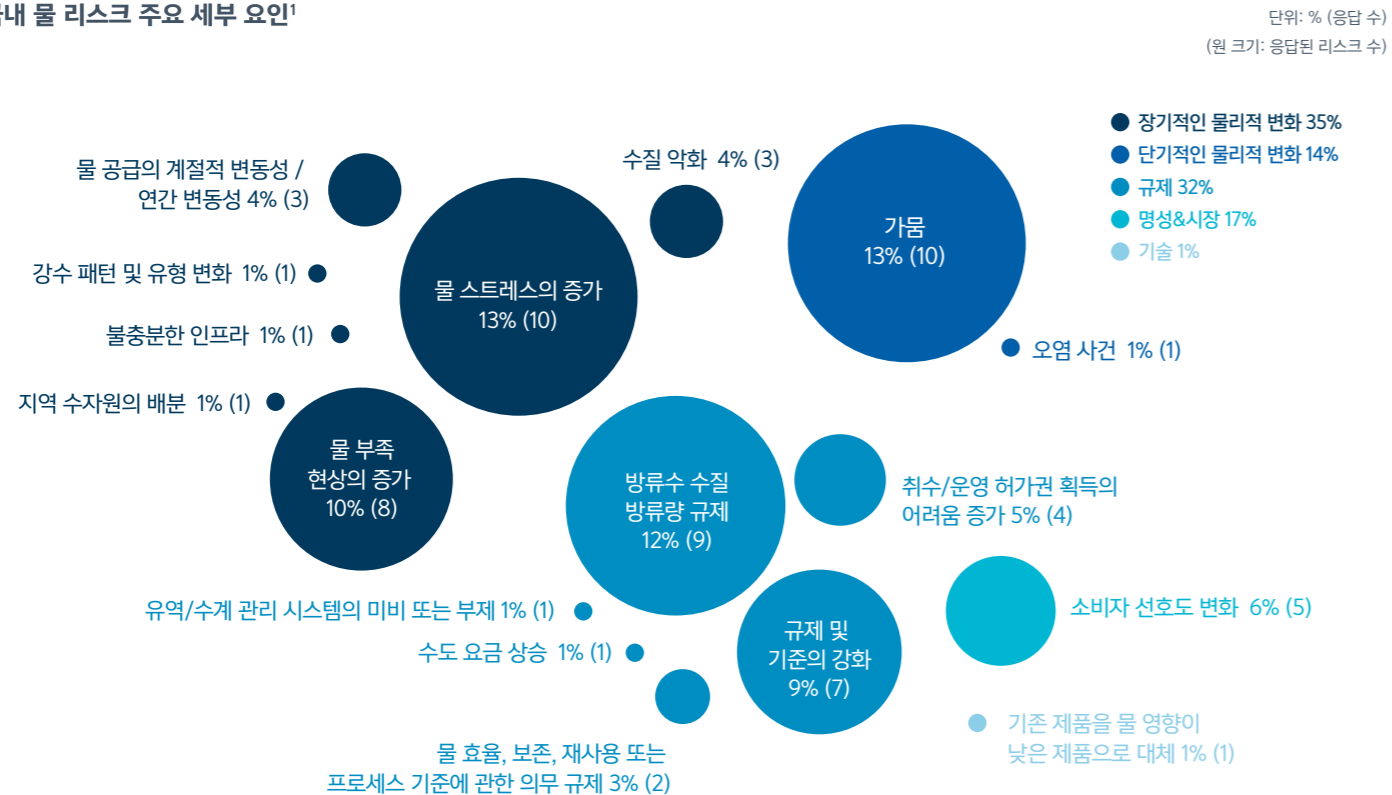 내 물 리스크 주요 세부 요인¹
단위: % (응답 수)
(원 크기: 응답된 리스크 수)
장기적인 물리적 변화 35%
단기적인 물리적 변화 14%
규제 32%
명성&시장 17%
기술 1%
물 공급의 계절적 변동성 /
연간 변동성 4% (3)
수질 악화 4% (3)
가뭄
13% (10)
강수 패턴 및 유형 변화 1% (1)
물 스트레스의 증가
13% (10)
불충분한 인프라 1% (1)
오염 사건 1% (1)
지역 수자원의 배분 1% (1)
물 부족
현상의 증가
10% (8)
방류수 수질
방류량 규제
12% (9)
취수/운영 허가권 획득의
어려움 증가 5% (4)
유역/수계 관리 시스템의 미비 또는 부제 1% (1)
소비자 선호도 변화 6% (5)
수도 요금 상승 1% (1)
규제 및
기준의 강화
9% (7)
물 효율, 보존, 재사용 또는
프로세스 기준에 관한 의무 규제 3% (2)
기존 제품을 물 영향이
낮은 제품으로 대체 1% (1)